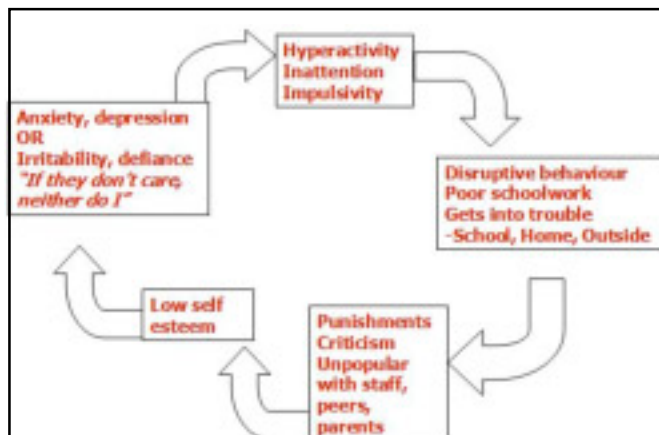 Hyperactivity
Inattention
Impulsivity
Disruptive behaviour
Poor schoolwork
Gets into trouble
-School, Home, Outside
Punishments
Criticism
Unpopular
with staff,
peers,
parents
Low self
esteem
Anxiety, depression
OR
Irritability, defiance
"If they don't care,
neither do I"